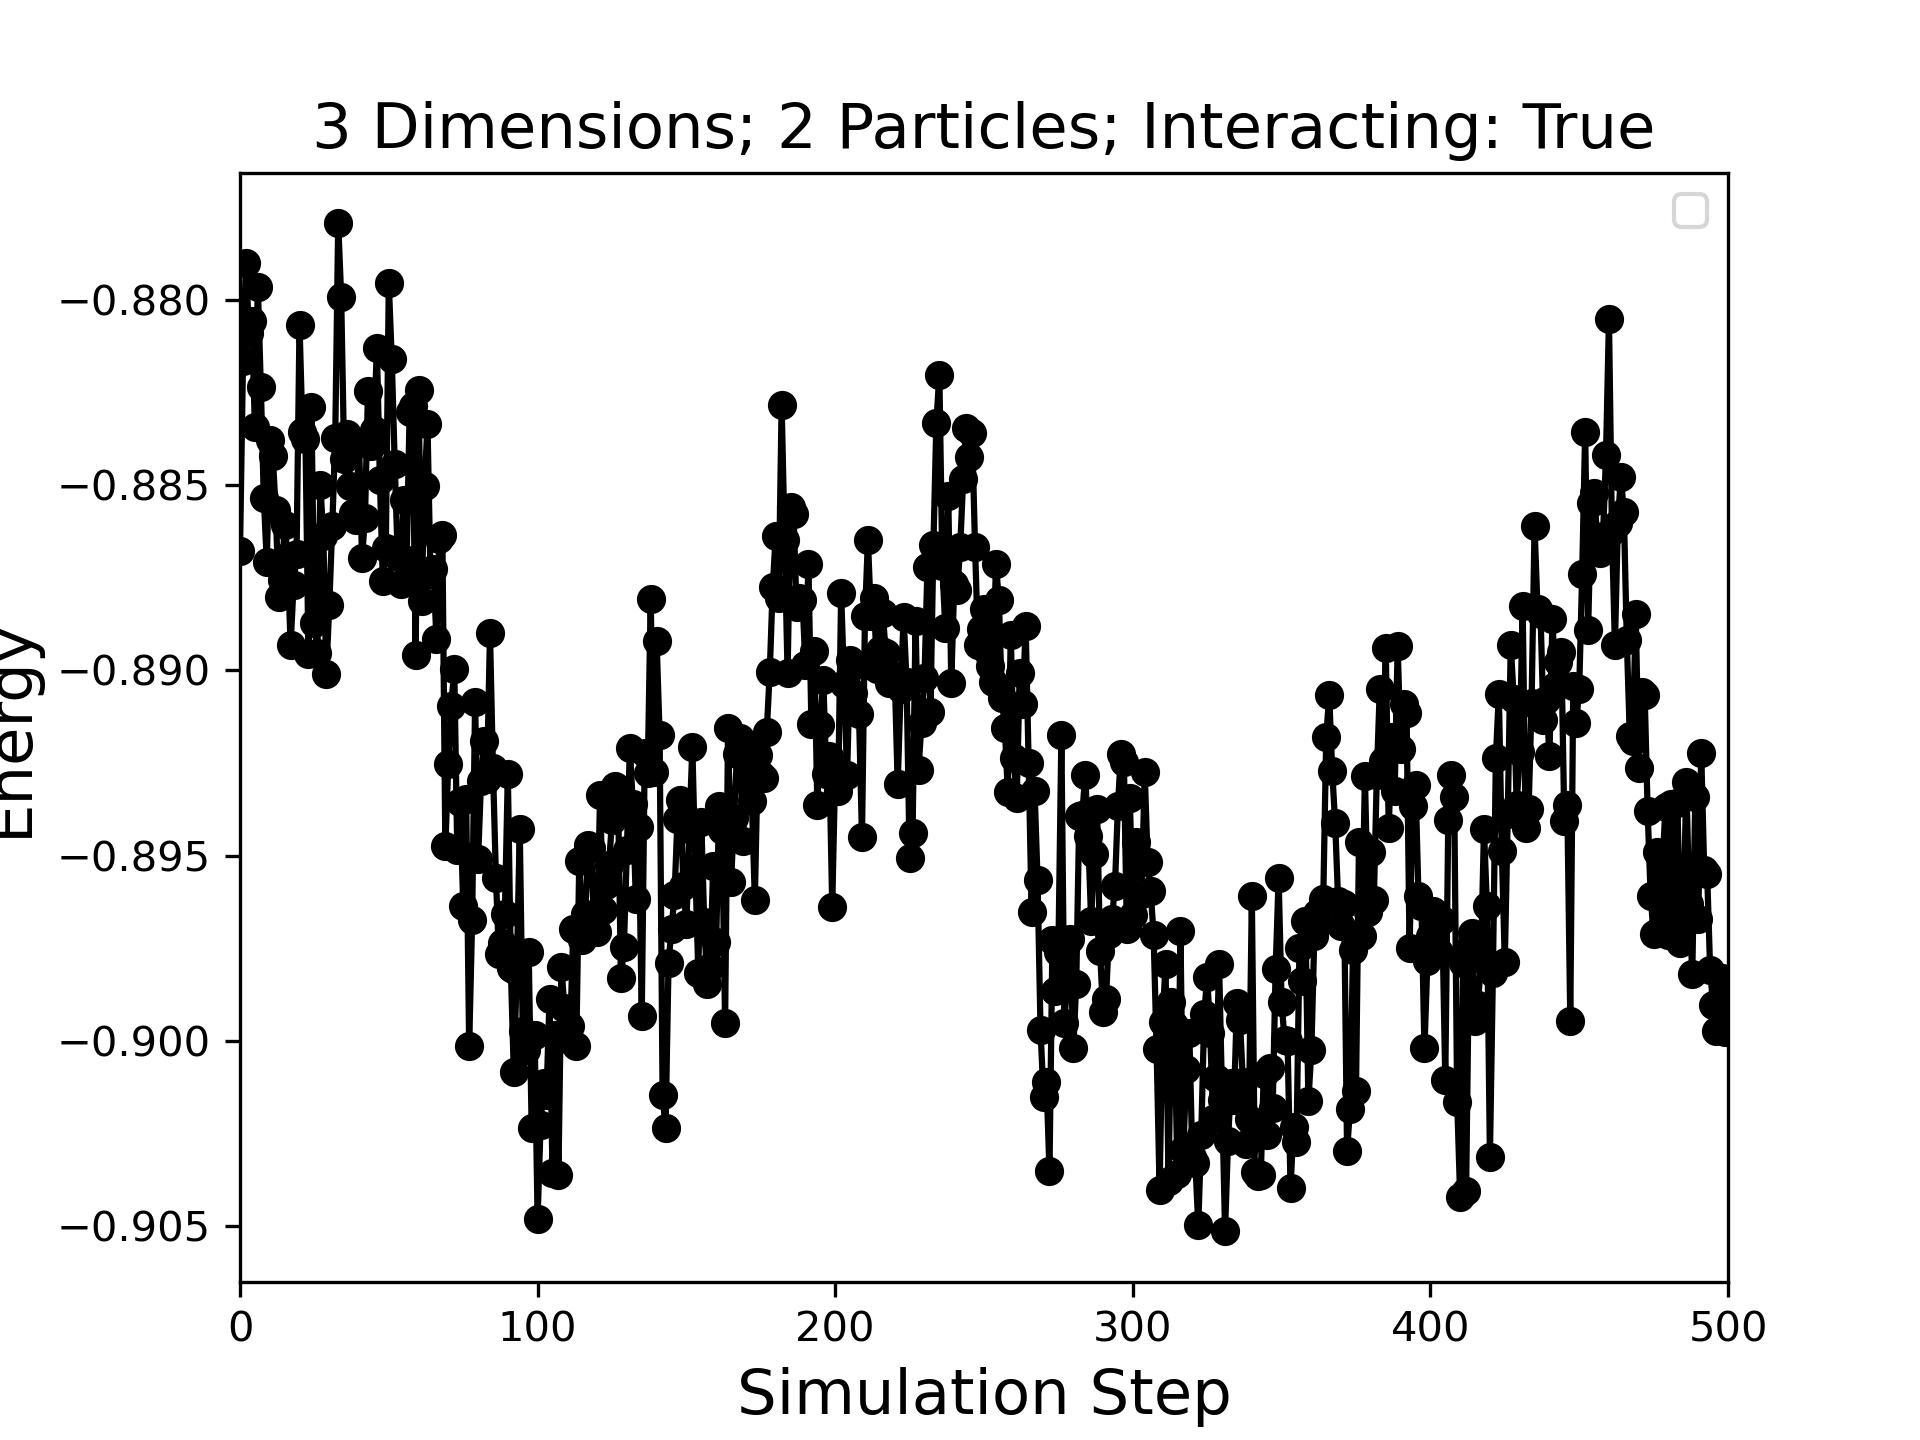 3 Dimensions; 2 Particles; Interacting: True
−0.880
−0.885
−0.890
−0.895
−0.900
−0.905
Energy
0 100 200 300 400 500
Simulation Step